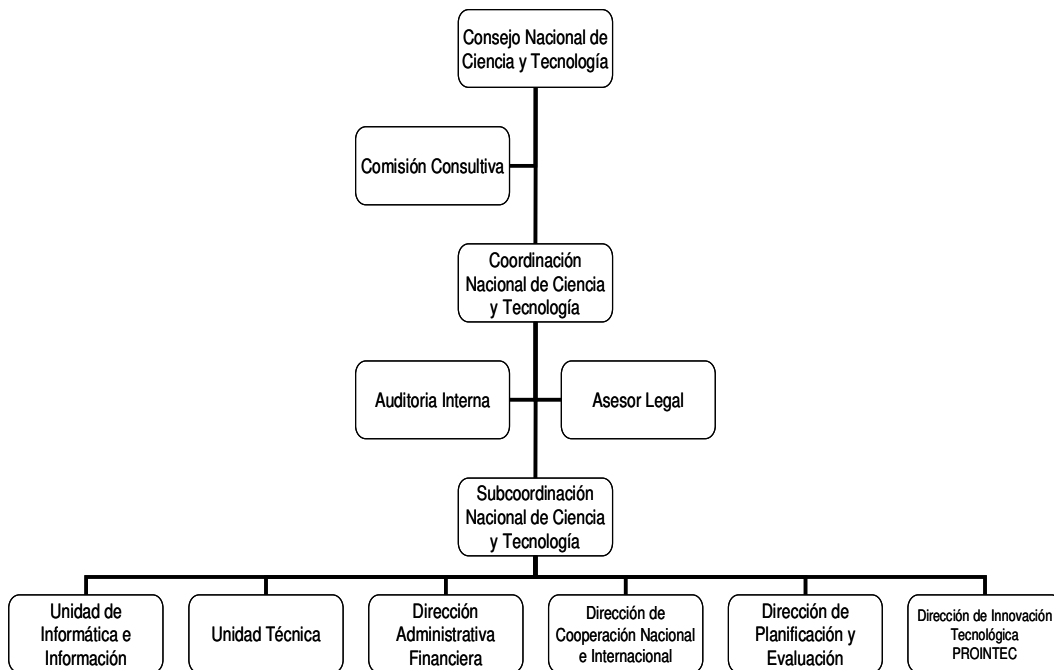 Consejo Nacional de
Ciencia y Tecnología
Comisión Consultiva
Coordinación
Nacional de Ciencia
y Tecnología
Auditoria Interna
Asesor Legal
Subcoordinación
Nacional de Ciencia
y Tecnología
Unidad de
Informática e
Información
Unidad Técnica
Dirección
Administrativa
Financiera
Dirección de
Cooperación Nacional
e Internacional
Dirección de
Planificación y
Evaluación
Dirección de Innovación
Tecnológica
PROINTEC